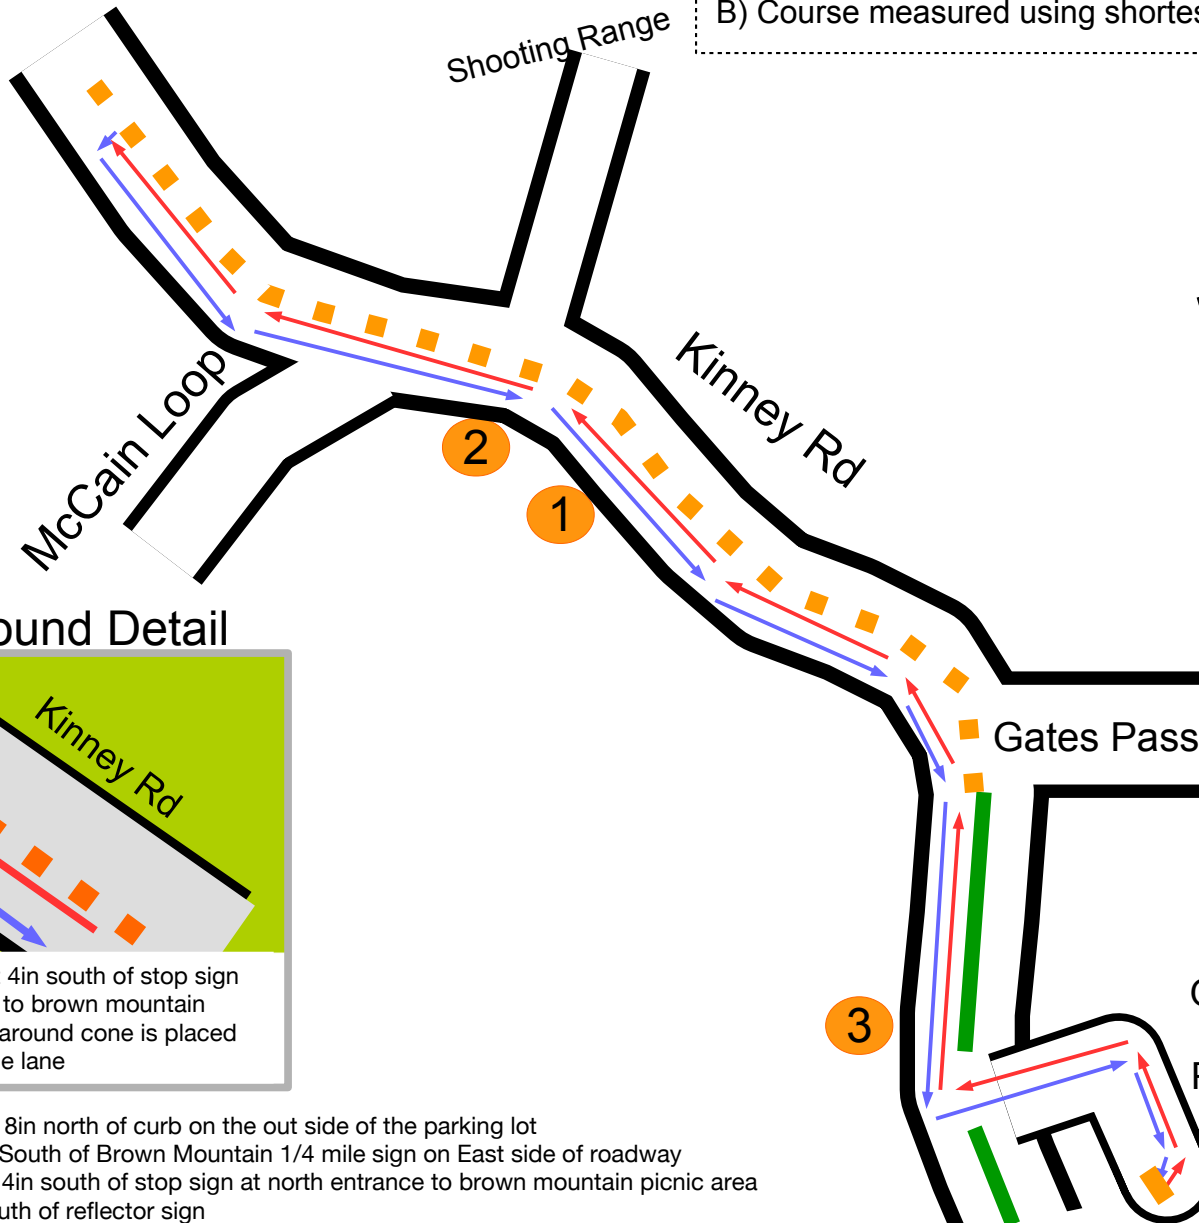 B) Course measured using shortes
Shooting Range
Kinney Rd
McCain Loop
2
1
ound Detail
Kinney Rd
Gates Pass
4in south of stop sign
to brown mountain
around cone is placed
e lane
3
8in north of curb on the out side of the parking lot
South of Brown Mountain 1/4 mile sign on East side of roadway
4in south of stop sign at north entrance to brown mountain picnic area
uth of reflector sign